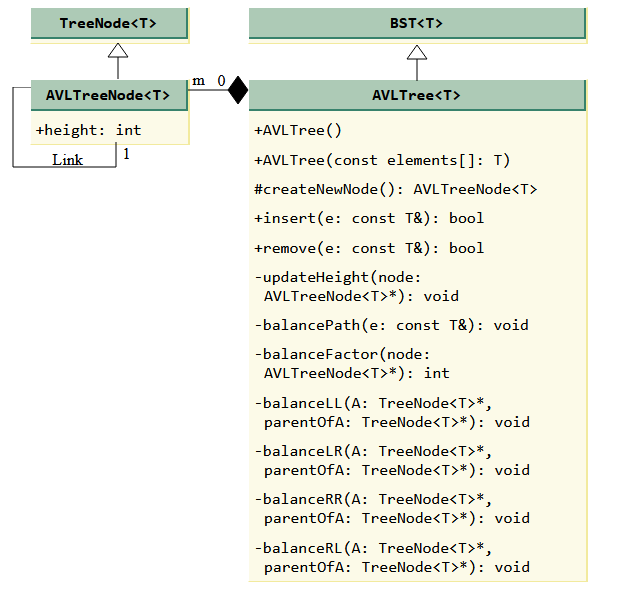 TreeNode<T>
BST<T>
AVLTreeNode<T>
m 0
AVLTree<T>
+height: int
Link
1
+AVLTree()
+AVLTree(const elements[]: T)
#createNewNode(): AVLTreeNode<T>
+insert(e: const T&): bool
+remove(e: const T&): bool
-updateHeight(node:
AVLTreeNode<T>*): void
-balancePath(e: const T&): void
-balanceFactor(node:
AVLTreeNode<T>*): int
-balanceLL(A: TreeNode<T>*,
parentOfA: TreeNode<T>*): void
-balanceLR(A: TreeNode<T>*,
parentOfA: TreeNode<T>*): void
-balanceRR(A: TreeNode<T>*,
parentOfA: TreeNode<T>*): void
-balanceRL(A: TreeNode<T>*,
parentOfA: TreeNode<T>*): void